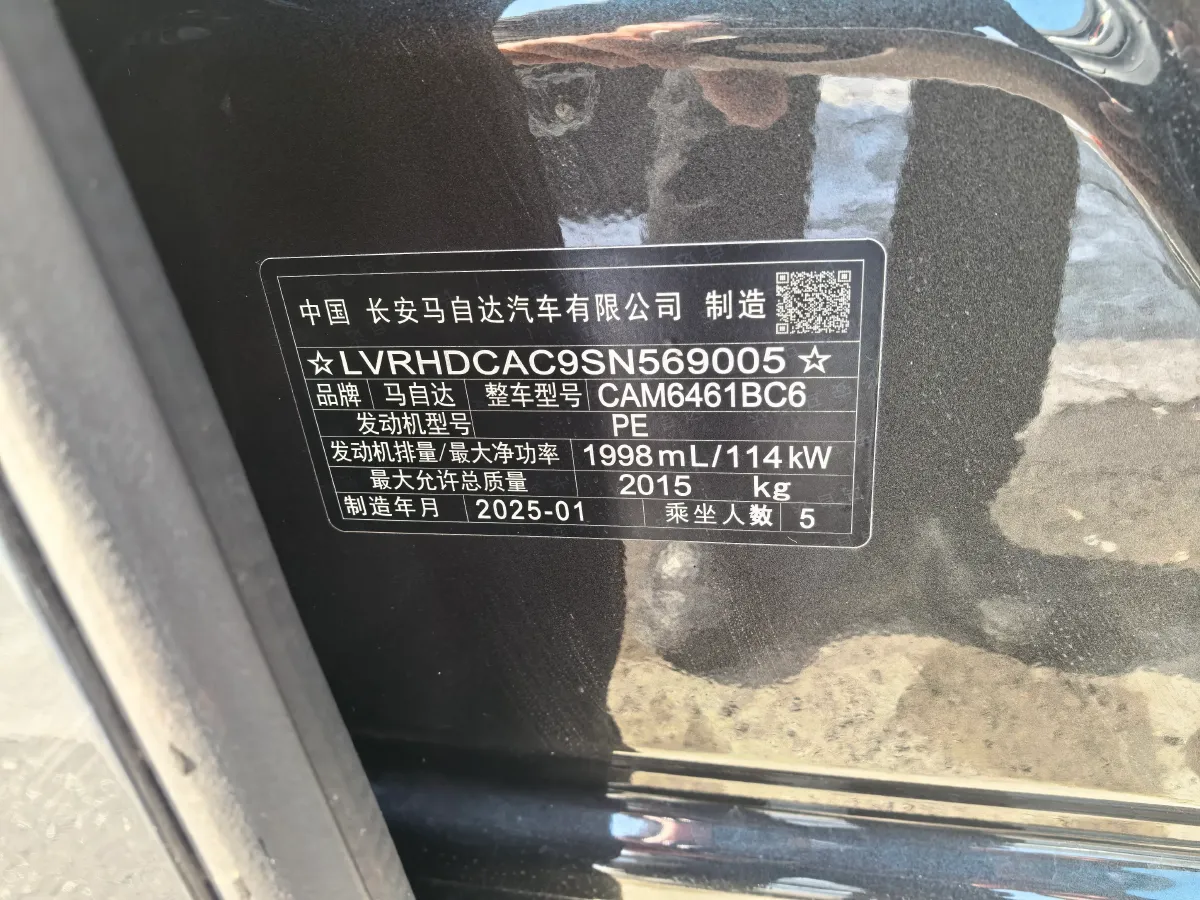 中国 长安马自达汽车有限公司 制造
☆LVRHDCAC9SN569005☆
品牌 马自达 整车型号 CAM6461BC6
发动机型号 PE
发动机排量/最大净功率 1998mL/114kW
最大允许总质量 2015 kg
制造年月 2025-01 乘坐人数 5